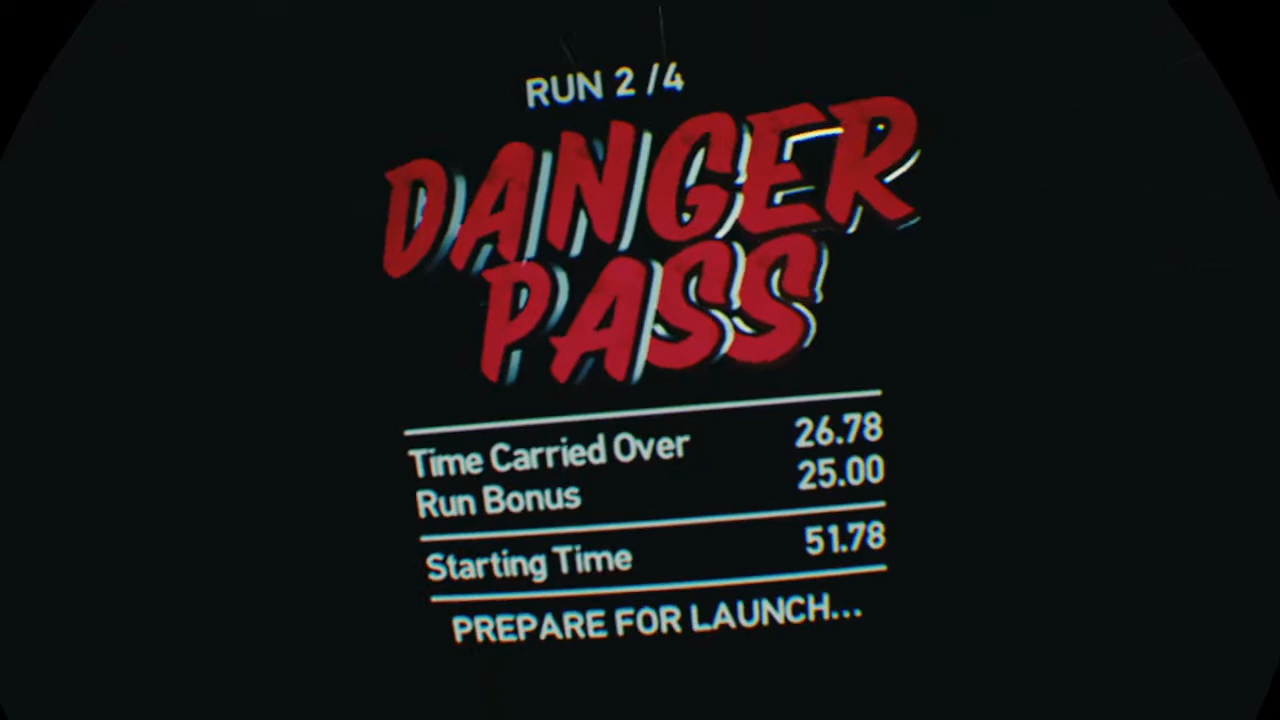 RUN 2 /4
DANGER
PASS
Time Carried Over 26.78
Run Bonus 25.00
Starting Time 51.78
PREPARE FOR LAUNCH...